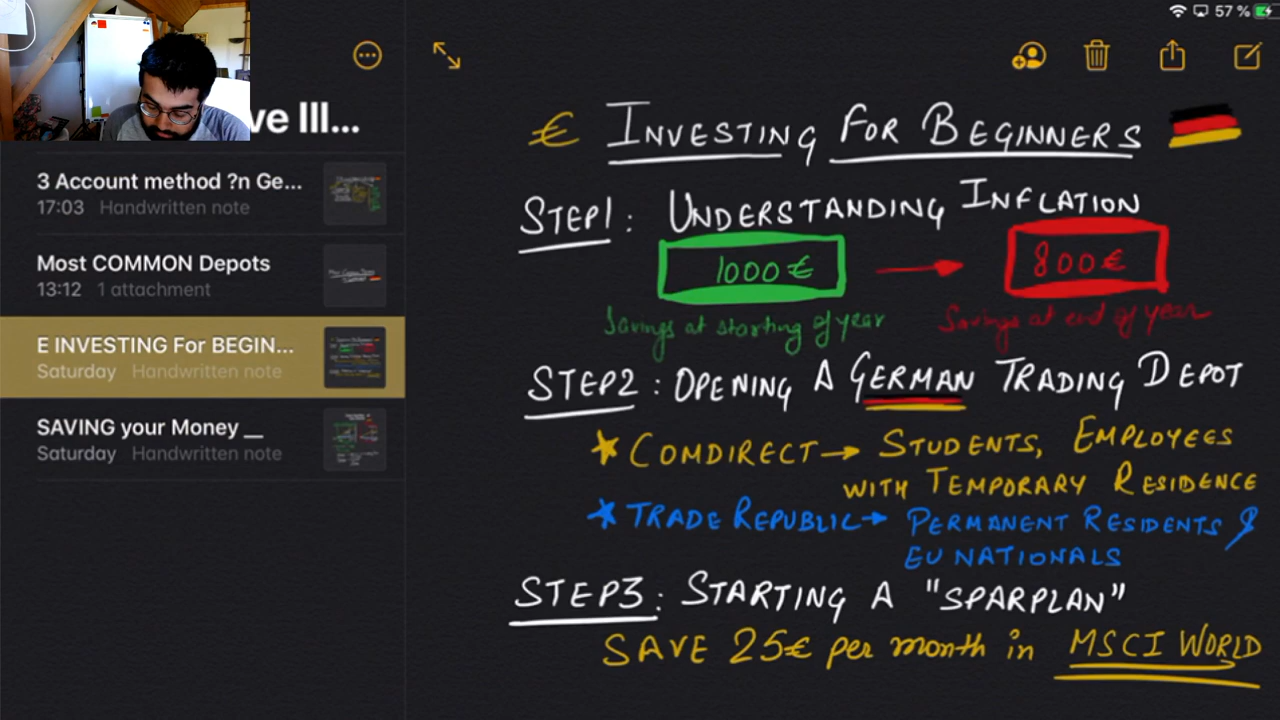 57 %
ve III...
3 Account method ?n Ge...
17:03 Handwritten note
Most COMMON Depots
13:12 1 attachment
E INVESTING For BEGIN...
Saturday Handwritten note
SAVING your Money __
Saturday Handwritten note
€ INVESTING FOR BEGINNERS
STEP1: UNDERSTANDING INFLATION
1000€ → 800€
Savings at starting of year Savings at end of year
STEP2: OPENING A GERMAN TRADING DEPOT
★ COMDIRECT → STUDENTS, EMPLOYEES
WITH TEMPORARY RESIDENCE
★ TRADE REPUBLIC → PERMANENT RESIDENTS &
EU NATIONALS
STEP3: STARTING A "SPARPLAN"
SAVE 25€ per month in MSCI WORLD